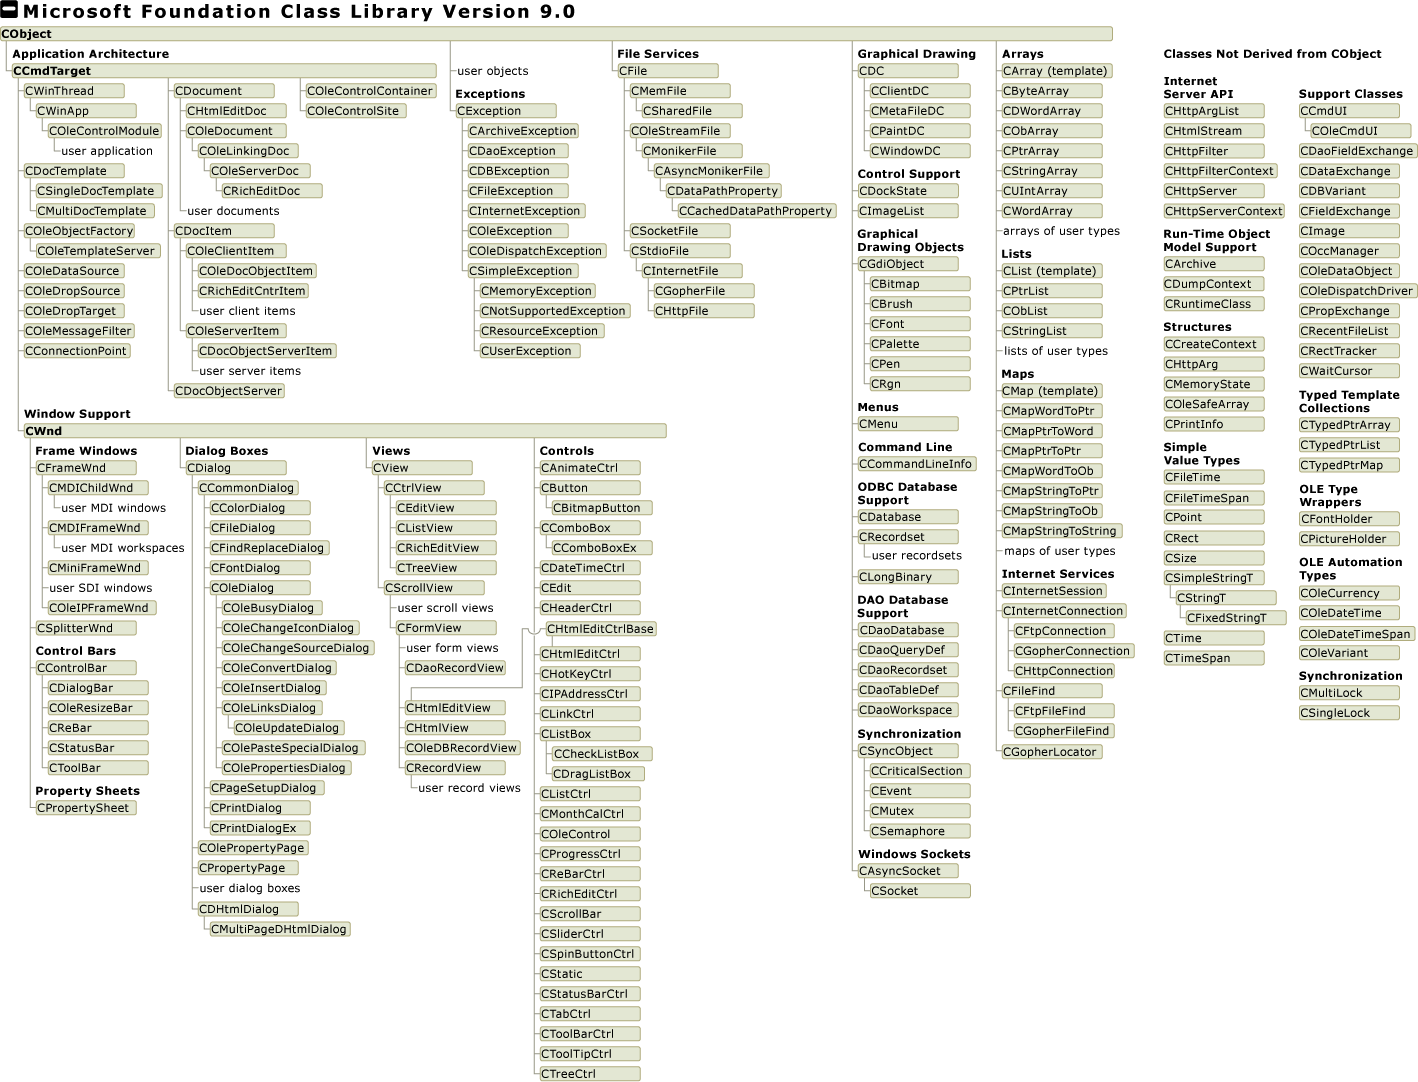 Microsoft Foundation Class Library Version 9.0
CObject
Application Architecture
CCmdTarget
CWinThread
CWinApp
COleControlModule
user application
CDocTemplate
CSingleDocTemplate
CMultiDocTemplate
COleObjectFactory
COleTemplateServer
COleDataSource
COleDropSource
COleDropTarget
COleMessageFilter
CConnectionPoint
CDocument
CHtmlEditDoc
COleDocument
COleLinkingDoc
COleServerDoc
CRichEditDoc
user documents
CDocItem
COleClientItem
COleDocObjectItem
CRichEditCntrItem
user client items
COleServerItem
CDocObjectServerItem
user server items
CDocObjectServer
COleControlContainer
COleControlSite
Window Support
CWnd
Frame Windows
CFrameWnd
CMDIChildWnd
user MDI windows
CMDIFrameWnd
user MDI workspaces
CMiniFrameWnd
user SDI windows
COleIPFrameWnd
CSplitterWnd
Control Bars
CControlBar
CDialogBar
COleResizeBar
CReBar
CStatusBar
CToolBar
Property Sheets
CPropertySheet
Dialog Boxes
CDialog
CCommonDialog
CColorDialog
CFileDialog
CFindReplaceDialog
CFontDialog
COleDialog
COleBusyDialog
COleChangeIconDialog
COleChangeSourceDialog
COleConvertDialog
COleInsertDialog
COleLinksDialog
COleUpdateDialog
COlePasteSpecialDialog
COlePropertiesDialog
CPageSetupDialog
CPrintDialog
CPrintDialogEx
COlePropertyPage
CPropertyPage
user dialog boxes
CDHtmlDialog
CMultiPageDHtmlDialog
Views
CView
CCtrlView
CEditView
CListView
CRichEditView
CTreeView
CScrollView
user scroll views
CFormView
user form views
CDaoRecordView
CHtmlEditView
CHtmlView
COleDBRecordView
CRecordView
user record views
Controls
CAnimateCtrl
CButton
CBitmapButton
CComboBox
CComboBoxEx
CDateTimeCtrl
CEdit
CHeaderCtrl
CHtmlEditCtrlBase
CHtmlEditCtrl
CHotKeyCtrl
CIPAddressCtrl
CLinkCtrl
CListBox
CCheckListBox
CDragListBox
CListCtrl
CMonthCalCtrl
COleControl
CProgressCtrl
CReBarCtrl
CRichEditCtrl
CScrollBar
CSliderCtrl
CSpinButtonCtrl
CStatic
CStatusBarCtrl
CTabCtrl
CToolBarCtrl
CToolTipCtrl
CTreeCtrl
user objects
Exceptions
CException
CArchiveException
CDaoException
CDBException
CFileException
CInternetException
COleException
COleDispatchException
CSimpleException
CMemoryException
CNotSupportedException
CResourceException
CUserException
File Services
CFile
CMemFile
CSharedFile
COleStreamFile
CMonikerFile
CAsyncMonikerFile
CDataPathProperty
CCachedDataPathProperty
CSocketFile
CStdioFile
CInternetFile
CGopherFile
CHttpFile
Graphical Drawing
CDC
CClientDC
CMetaFileDC
CPaintDC
CWindowDC
Control Support
CDockState
CImageList
Graphical
Drawing Objects
CGdiObject
CBitmap
CBrush
CFont
CPalette
CPen
CRgn
Menus
CMenu
Command Line
CCommandLineInfo
ODBC Database
Support
CDatabase
CRecordset
user recordsets
CLongBinary
DAO Database
Support
CDaoDatabase
CDaoQueryDef
CDaoRecordset
CDaoTableDef
CDaoWorkspace
Synchronization
CSyncObject
CCriticalSection
CEvent
CMutex
CSemaphore
Windows Sockets
CAsyncSocket
CSocket
Arrays
CArray (template)
CByteArray
CDWordArray
CObArray
CPtrArray
CStringArray
CUIntArray
CWordArray
arrays of user types
Lists
CList (template)
CPtrList
CObList
CStringList
lists of user types
Maps
CMap (template)
CMapWordToPtr
CMapPtrToWord
CMapPtrToPtr
CMapWordToOb
CMapStringToPtr
CMapStringToOb
CMapStringToString
maps of user types
Internet Services
CInternetSession
CInternetConnection
CFtpConnection
CGopherConnection
CHttpConnection
CFileFind
CFtpFileFind
CGopherFileFind
CGopherLocator
Classes Not Derived from CObject
Internet
Server API
CHttpArgList
CHtmlStream
CHttpFilter
CHttpFilterContext
CHttpServer
CHttpServerContext
Run-Time Object
Model Support
CArchive
CDumpContext
CRuntimeClass
Structures
CCreateContext
CHttpArg
CMemoryState
COleSafeArray
CPrintInfo
Simple
Value Types
CFileTime
CFileTimeSpan
CPoint
CRect
CSize
CSimpleStringT
CStringT
CFixedStringT
CTime
CTimeSpan
Support Classes
CCmdUI
COleCmdUI
CDaoFieldExchange
CDataExchange
CDBVariant
CFieldExchange
CImage
COccManager
COleDataObject
COleDispatchDriver
CPropExchange
CRecentFileList
CRectTracker
CWaitCursor
Typed Template
Collections
CTypedPtrArray
CTypedPtrList
CTypedPtrMap
OLE Type
Wrappers
CFontHolder
CPictureHolder
OLE Automation
Types
COleCurrency
COleDateTime
COleDateTimeSpan
COleVariant
Synchronization
CMultiLock
CSingleLock